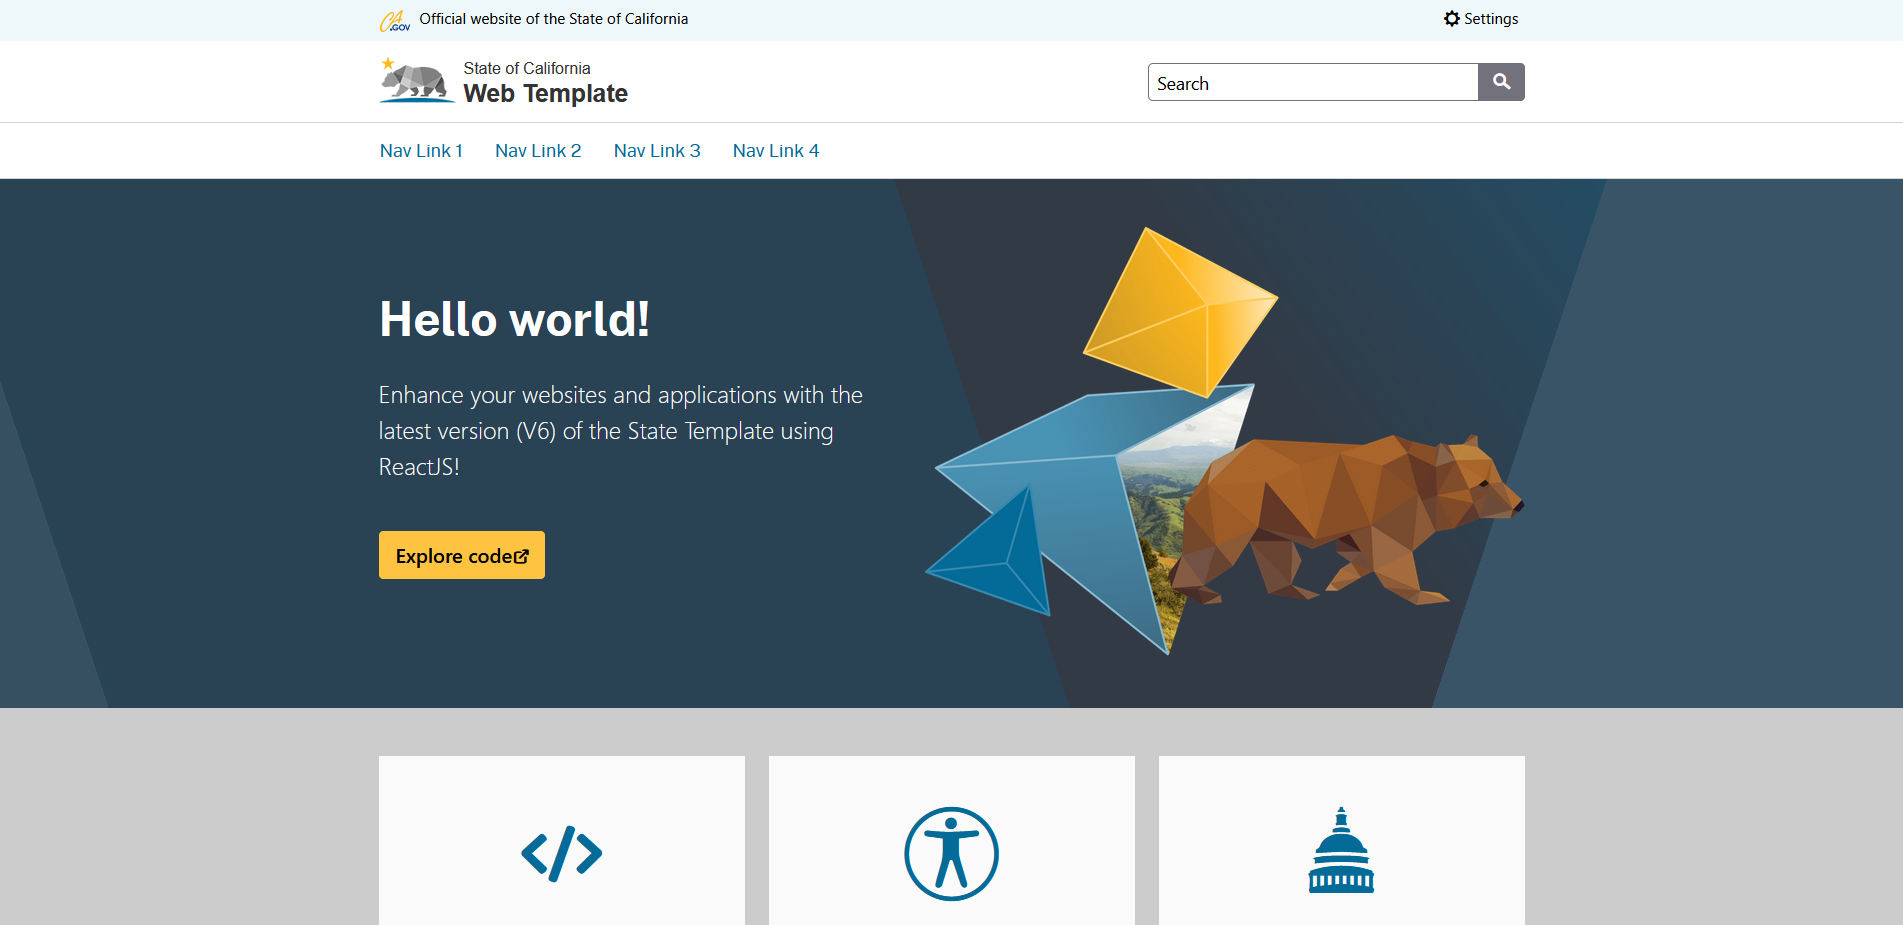 CA.GOV Official website of the State of California
Settings
State of California
Web Template
Search
Nav Link 1 Nav Link 2 Nav Link 3 Nav Link 4
Hello world!
Enhance your websites and applications with the
latest version (V6) of the State Template using
ReactJS!
Explore code